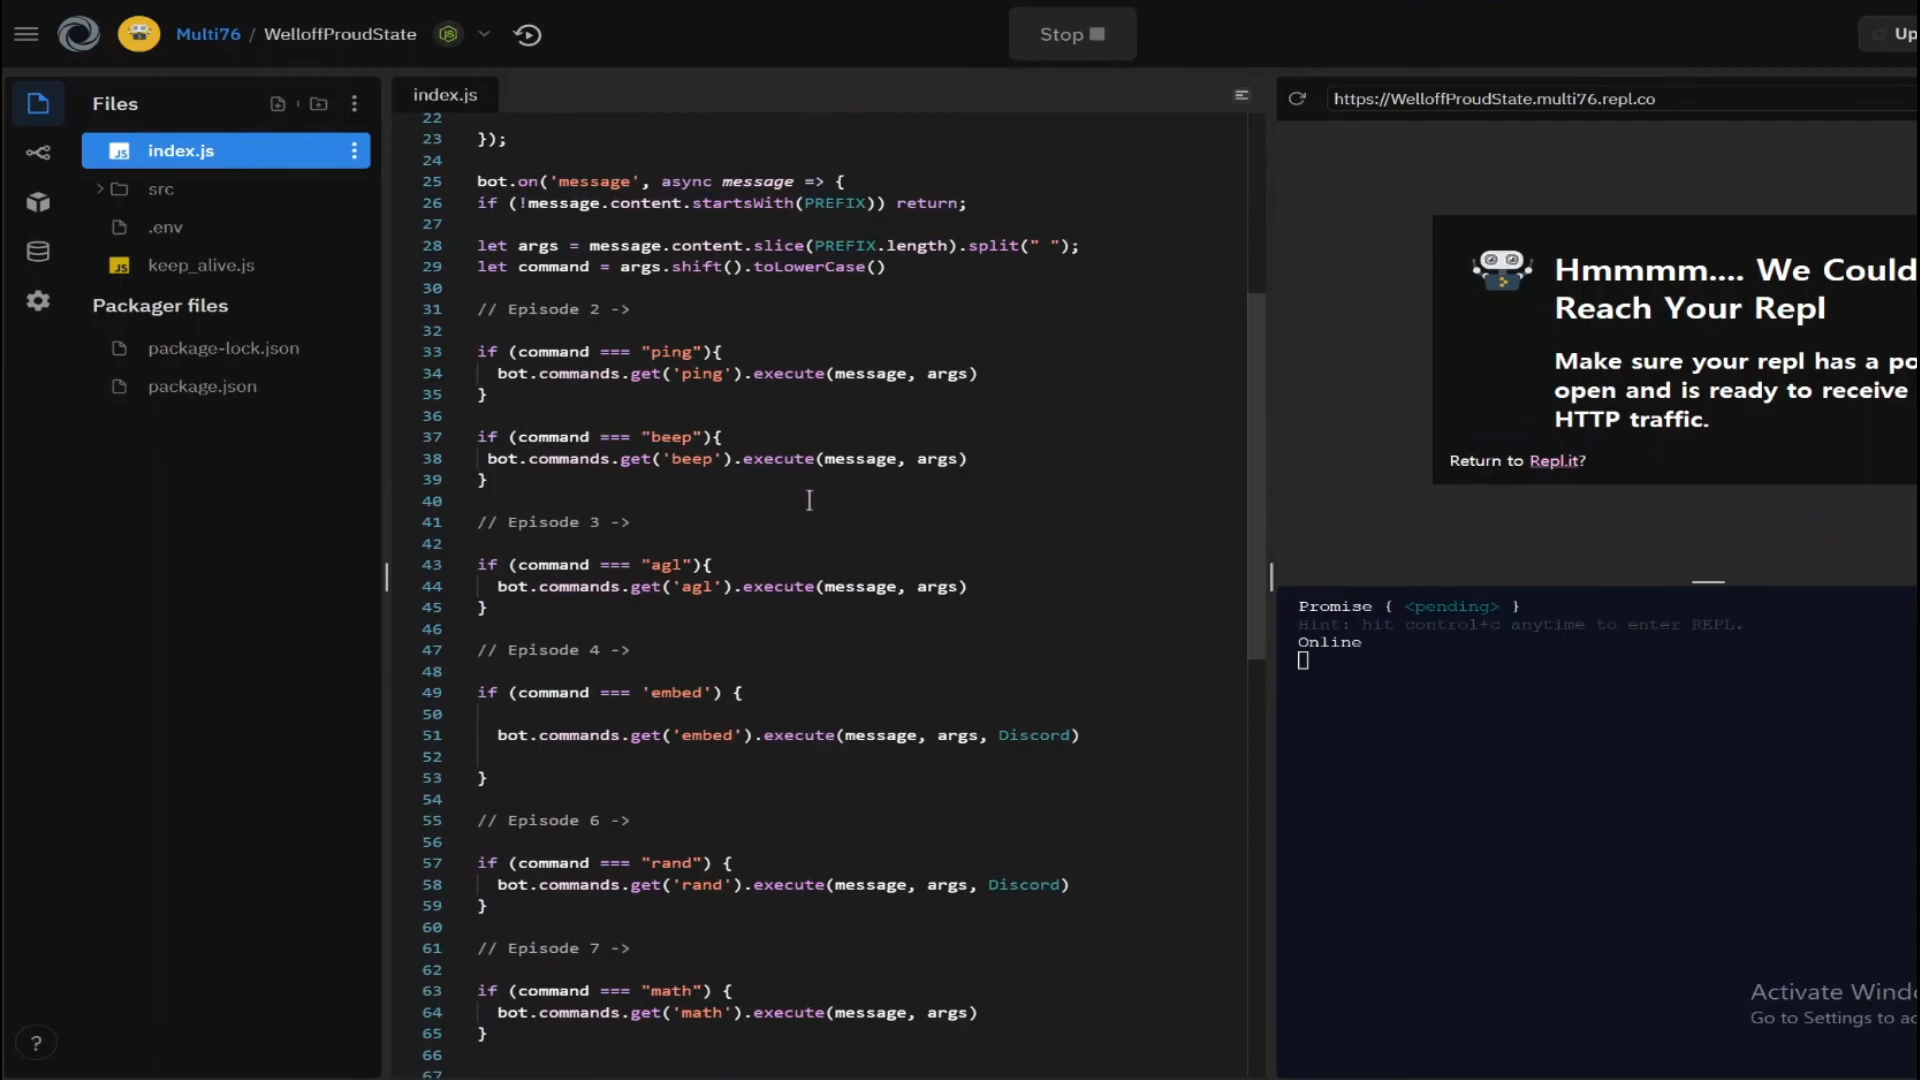 Multi76 / WelloffProudState
Stop
Up
Files
index.js
src
.env
keep_alive.js
Packager files
package-lock.json
package.json
?
index.js
22
23 });
24
25 bot.on('message', async message => {
26 if (!message.content.startsWith(PREFIX)) return;
27
28 let args = message.content.slice(PREFIX.length).split(" ");
29 let command = args.shift().toLowerCase()
30
31 // Episode 2 ->
32
33 if (command === "ping"){
34 bot.commands.get('ping').execute(message, args)
35 }
36
37 if (command === "beep"){
38 bot.commands.get('beep').execute(message, args)
39 }
40
41 // Episode 3 ->
42
43 if (command === "agl"){
44 bot.commands.get('agl').execute(message, args)
45 }
46
47 // Episode 4 ->
48
49 if (command === 'embed') {
50
51 bot.commands.get('embed').execute(message, args, Discord)
52
53 }
54
55 // Episode 6 ->
56
57 if (command === "rand") {
58 bot.commands.get('rand').execute(message, args, Discord)
59 }
60
61 // Episode 7 ->
62
63 if (command === "math") {
64 bot.commands.get('math').execute(message, args)
65 }
66
67
https://WelloffProudState.multi76.repl.co
Hmmmm.... We Could
Reach Your Repl
Make sure your repl has a po
open and is ready to receive
HTTP traffic.
Return to Repl.it?
Promise { <pending> }
Hint: hit control+c anytime to enter REPL.
Online
Activate Wind
Go to Settings to ac